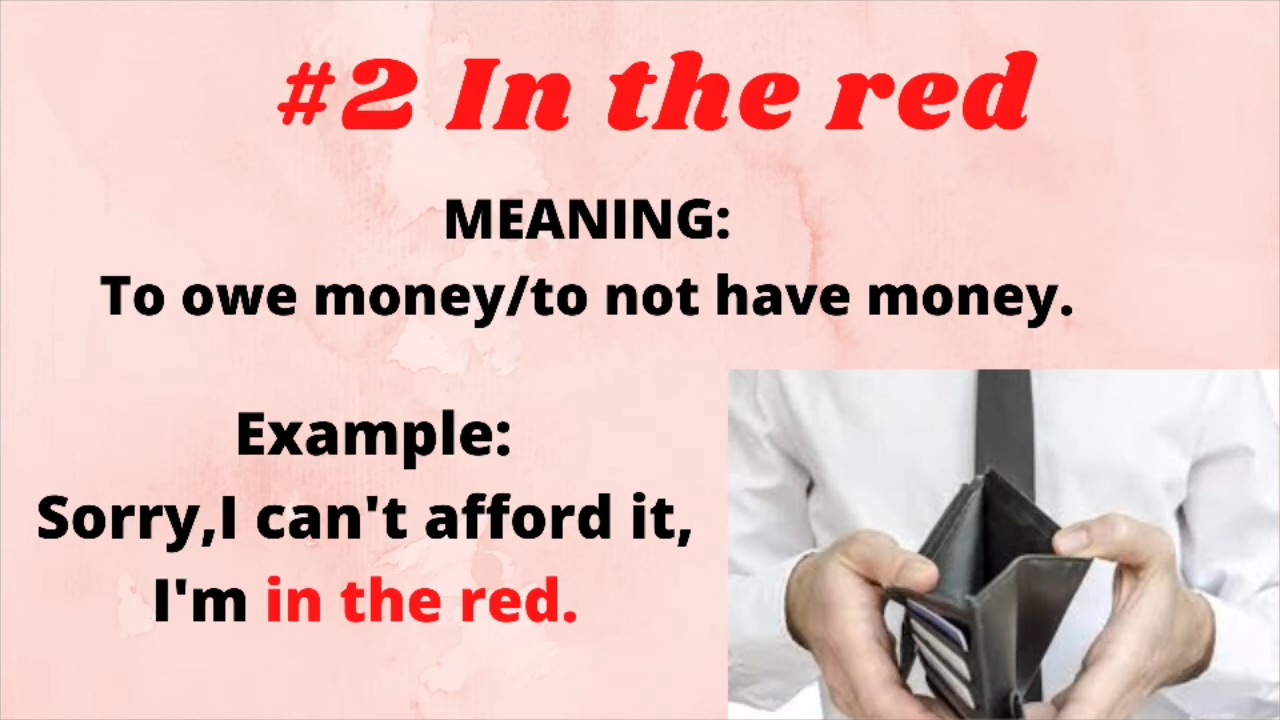 #2 In the red
MEANING:
To owe money/to not have money.
Example:
Sorry,I can't afford it,
I'm in the red.